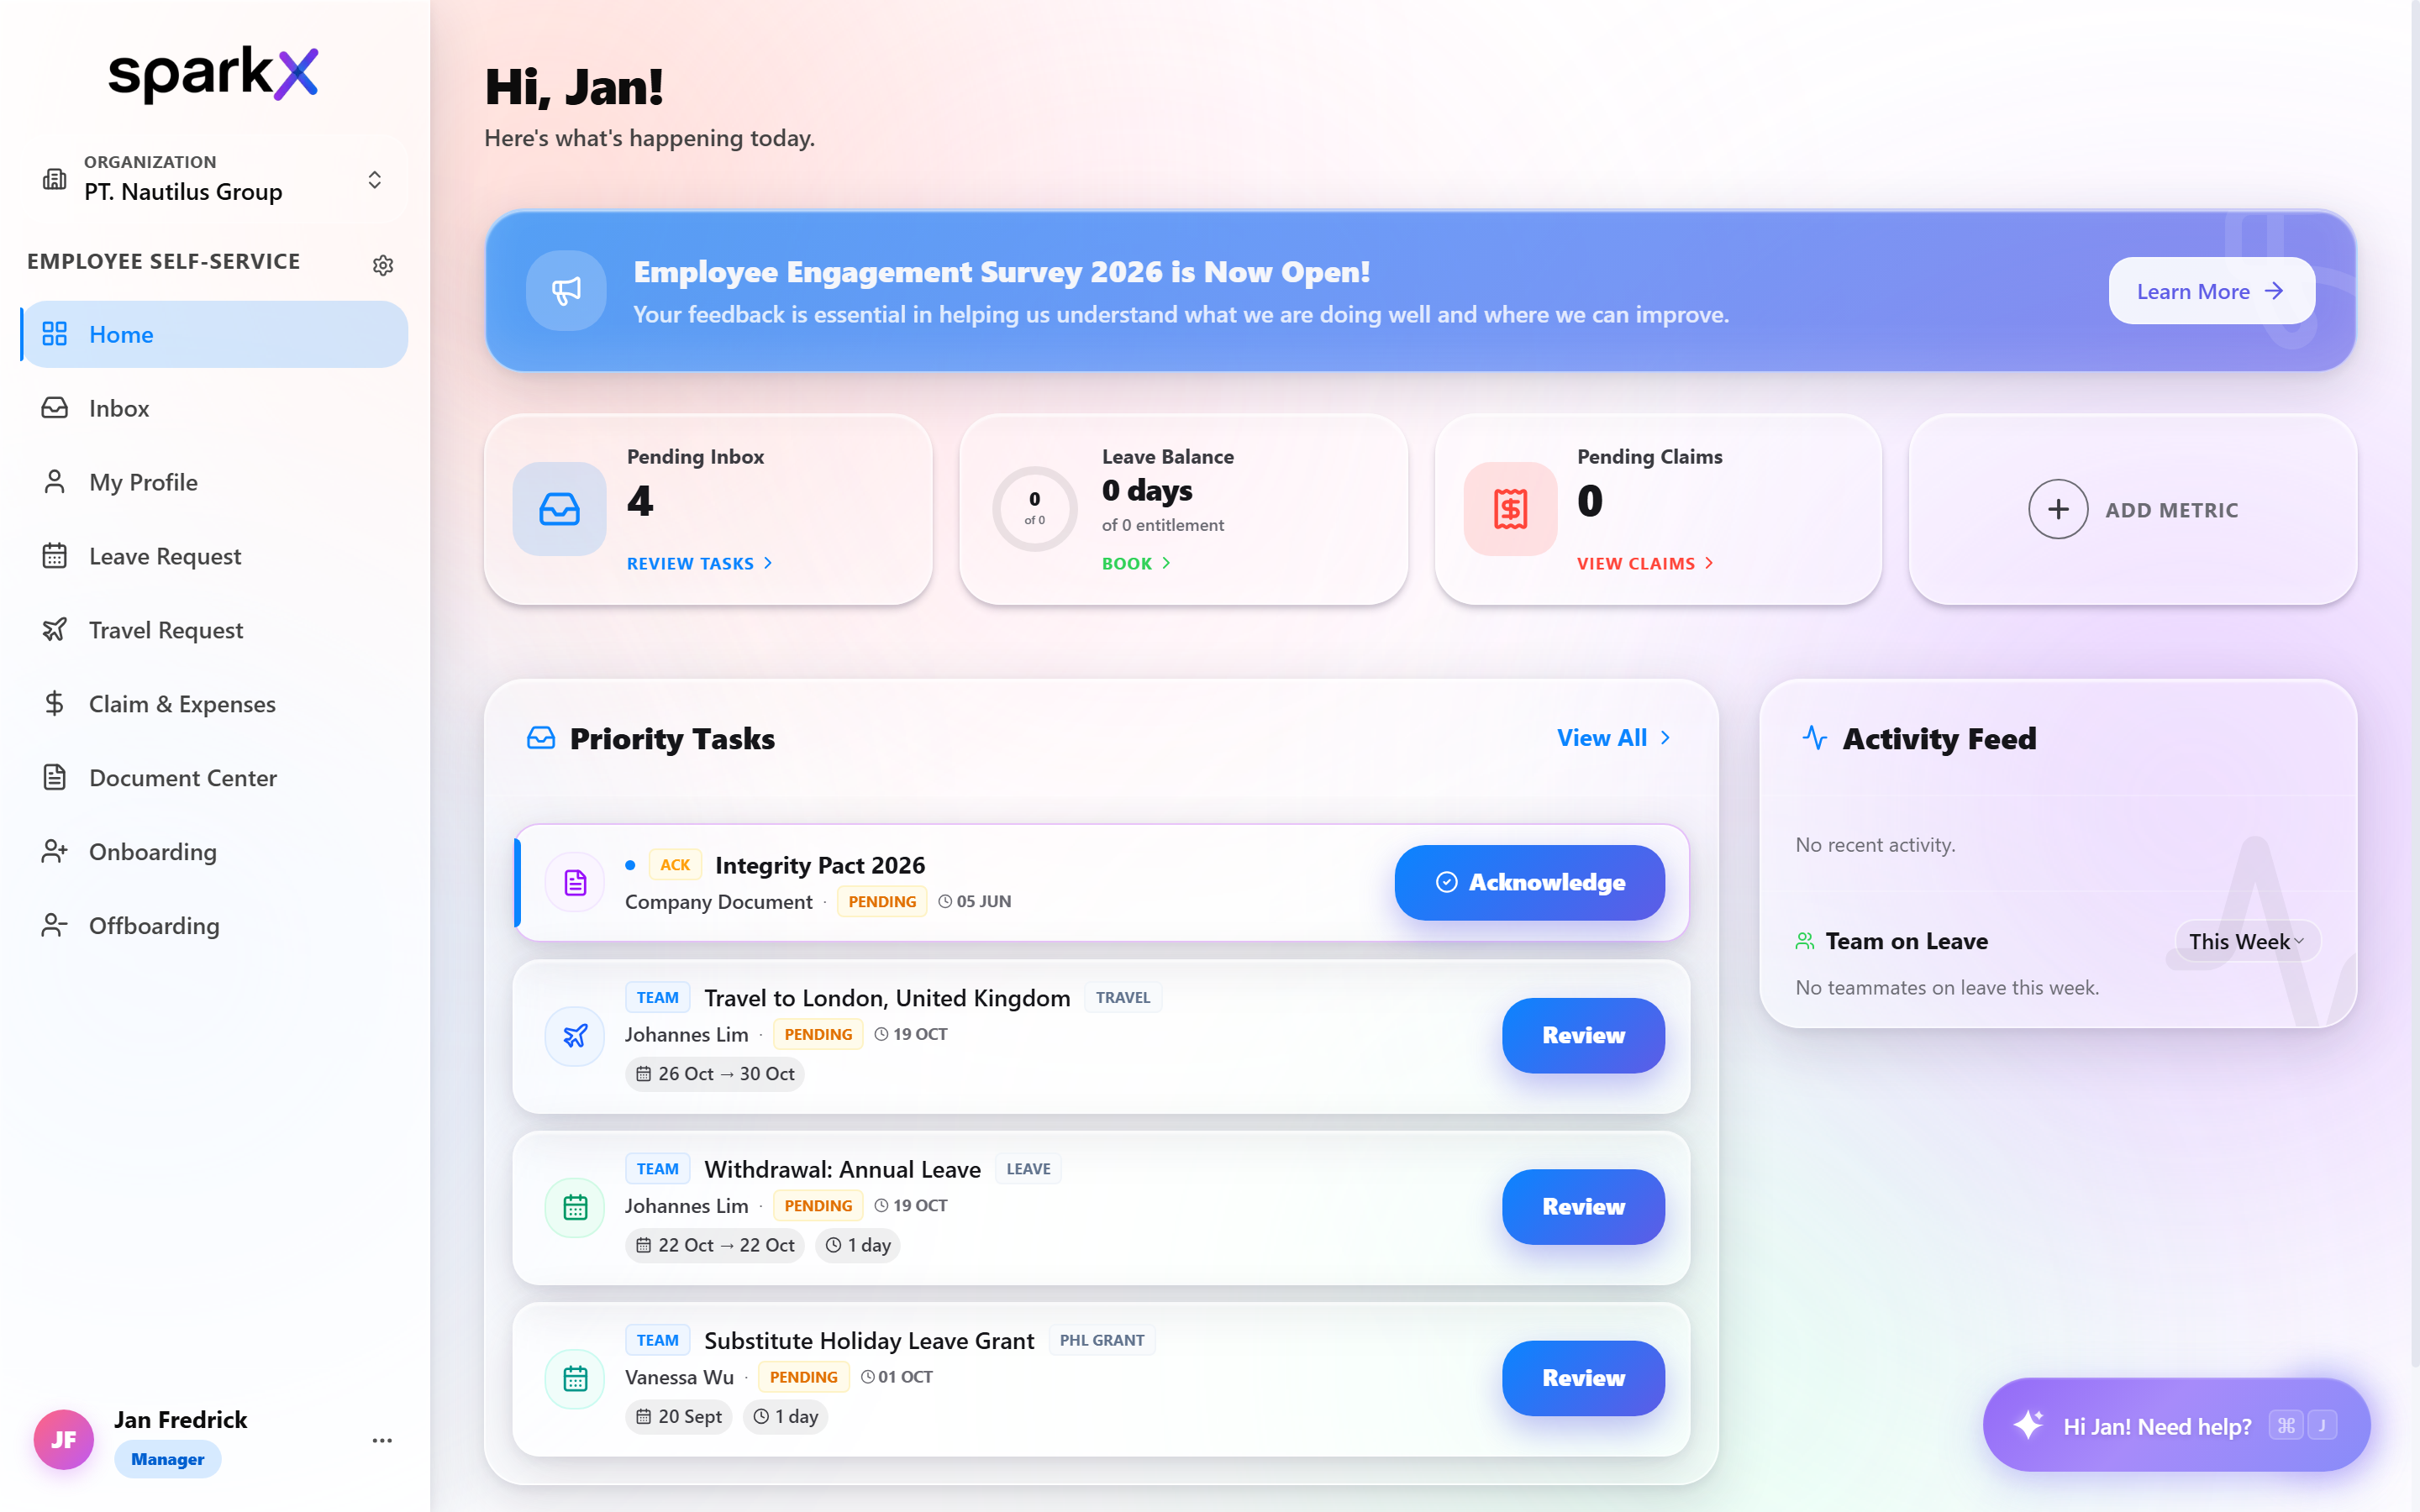 sparkX
ORGANIZATION
PT. Nautilus Group
EMPLOYEE SELF-SERVICE
Home
Inbox
My Profile
Leave Request
Travel Request
Claim & Expenses
Document Center
Onboarding
Offboarding
JF
Jan Fredrick
Manager
Hi, Jan!
Here's what's happening today.
Employee Engagement Survey 2026 is Now Open!
Your feedback is essential in helping us understand what we are doing well and where we can improve.
Learn More
Pending Inbox
4
REVIEW TASKS
0
of 0
Leave Balance
0 days
of 0 entitlement
BOOK
Pending Claims
0
VIEW CLAIMS
ADD METRIC
Priority Tasks
View All
ACK Integrity Pact 2026
Company Document · PENDING 05 JUN
Acknowledge
TEAM Travel to London, United Kingdom TRAVEL
Johannes Lim · PENDING 19 OCT
26 Oct → 30 Oct
Review
TEAM Withdrawal: Annual Leave LEAVE
Johannes Lim · PENDING 19 OCT
22 Oct → 22 Oct 1 day
Review
TEAM Substitute Holiday Leave Grant PHL GRANT
Vanessa Wu · PENDING 01 OCT
20 Sept 1 day
Review
Activity Feed
No recent activity.
Team on Leave
This Week
No teammates on leave this week.
Hi Jan! Need help? ⌘ J